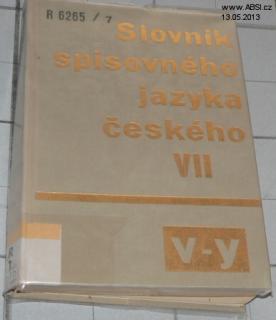 www.ABSI.cz
13.05.2013
R 6265 / 7
Slovník
spisovného
jazyka
českého
VII
v-y